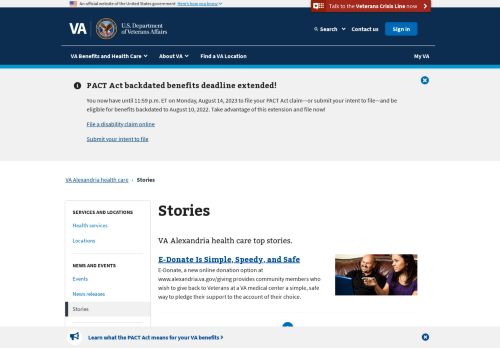 An official website of the United States government. Here's how you know
Talk to the Veterans Crisis Line now
VA
U.S. Department
of Veterans Affairs
Search
Contact us
Sign in
VA Benefits and Health Care
About VA
Find a VA Location
My VA
PACT Act backdated benefits deadline extended!
You now have until 11:59 p.m. ET on Monday, August 14, 2023 to file your PACT Act claim—or submit your intent to file—and be
eligible for benefits backdated to August 10, 2022. Take advantage of this extension and file now!
File a disability claim online
Submit your intent to file
VA Alexandria health care › Stories
SERVICES AND LOCATIONS
Health services
Locations
NEWS AND EVENTS
Events
News releases
Stories
Stories
VA Alexandria health care top stories.
E-Donate Is Simple, Speedy, and Safe
E-Donate, a new online donation option at
www.alexandria.va.gov/giving provides community members who
wish to give back to Veterans at a VA medical center a simple, safe
way to pledge their support to the account of their choice.
Learn what the PACT Act means for your VA benefits